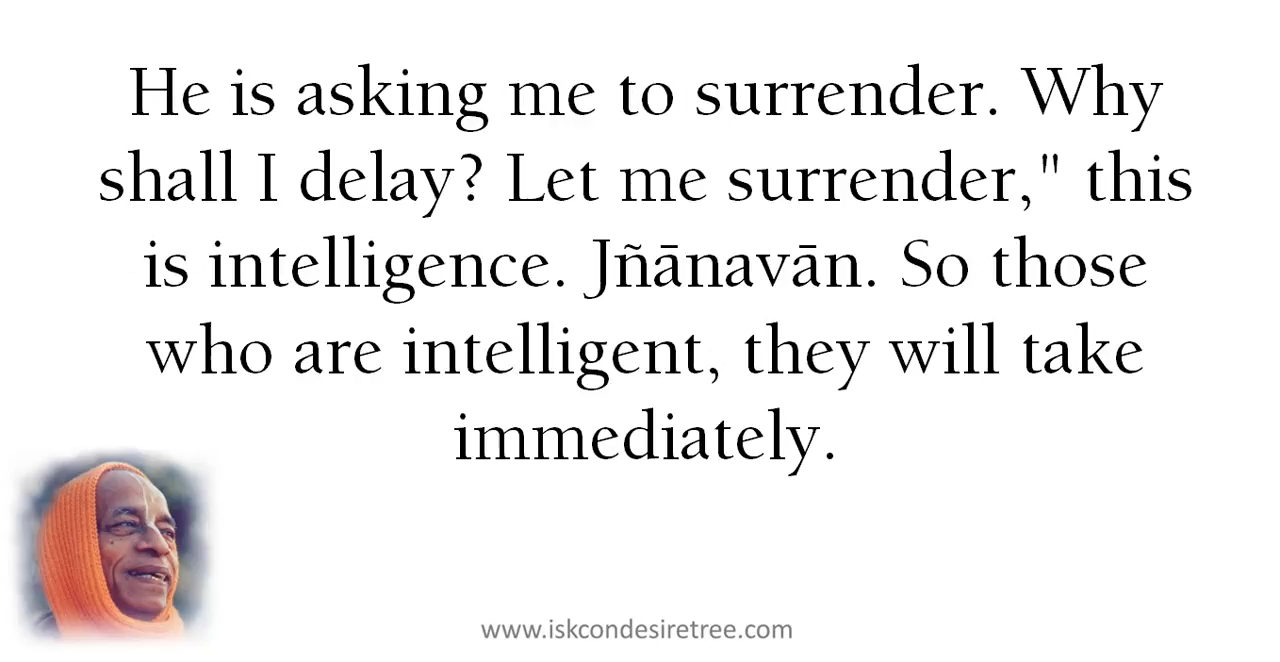 He is asking me to surrender. Why
shall I delay? Let me surrender," this
is intelligence. Jñānavān. So those
who are intelligent, they will take
immediately.
www.iskcondesiretree.com